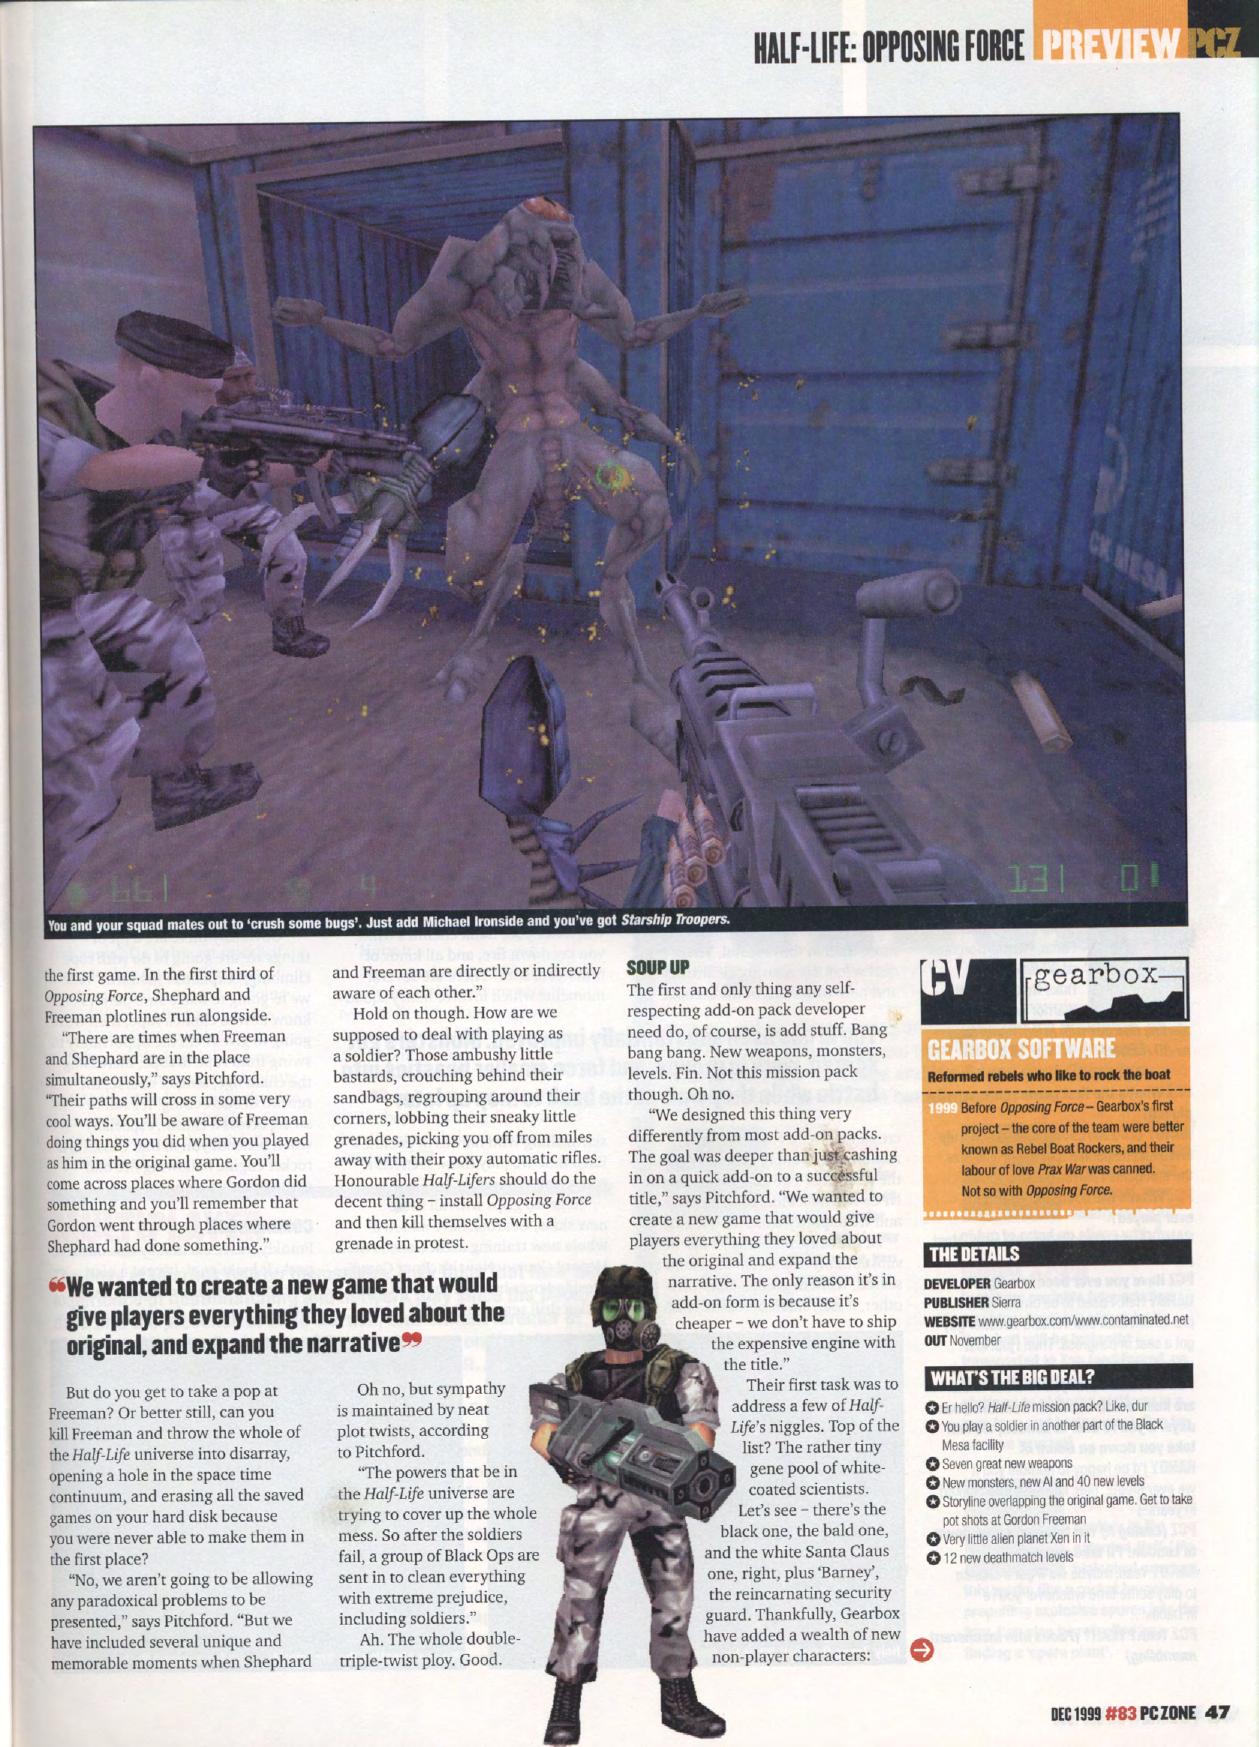 HALF-LIFE: OPPOSING FORCE PREVIEW PCZ
CK MESA
661 4
131 01
You and your squad mates out to 'crush some bugs'. Just add Michael Ironside and you've got Starship Troopers.
the first game. In the first third of
Opposing Force, Shephard and
Freeman plotlines run alongside.
"There are times when Freeman
and Shephard are in the place
simultaneously," says Pitchford.
"Their paths will cross in some very
cool ways. You'll be aware of Freeman
doing things you did when you played
as him in the original game. You'll
come across places where Gordon did
something and you'll remember that
Gordon went through places where
Shephard had done something."
"We wanted to create a new game that would
give players everything they loved about the
original, and expand the narrative"
But do you get to take a pop at
Freeman? Or better still, can you
kill Freeman and throw the whole of
the Half-Life universe into disarray,
opening a hole in the space time
continuum, and erasing all the saved
games on your hard disk because
you were never able to make them in
the first place?
"No, we aren't going to be allowing
any paradoxical problems to be
presented," says Pitchford. "But we
have included several unique and
memorable moments when Shephard
and Freeman are directly or indirectly
aware of each other."
Hold on though. How are we
supposed to deal with playing as
a soldier? Those ambushy little
bastards, crouching behind their
sandbags, regrouping around their
corners, lobbing their sneaky little
grenades, picking you off from miles
away with their poxy automatic rifles.
Honourable Half-Lifers should do the
decent thing – install Opposing Force
and then kill themselves with a
grenade in protest.
Oh no, but sympathy
is maintained by neat
plot twists, according
to Pitchford.
"The powers that be in
the Half-Life universe are
trying to cover up the whole
mess. So after the soldiers
fail, a group of Black Ops are
sent in to clean everything
with extreme prejudice,
including soldiers."
Ah. The whole double-
triple-twist ploy. Good.
SOUP UP
The first and only thing any self-
respecting add-on pack developer
need do, of course, is add stuff. Bang
bang bang. New weapons, monsters,
levels. Fin. Not this mission pack
though. Oh no.
"We designed this thing very
differently from most add-on packs.
The goal was deeper than just cashing
in on a quick add-on to a successful
title," says Pitchford. "We wanted to
create a new game that would give
players everything they loved about
the original and expand the
narrative. The only reason it's in
add-on form is because it's
cheaper – we don't have to ship
the expensive engine with
the title."
Their first task was to
address a few of Half-
Life's niggles. Top of the
list? The rather tiny
gene pool of white-
coated scientists.
Let's see – there's the
black one, the bald one,
and the white Santa Claus
one, right, plus 'Barney',
the reincarnating security
guard. Thankfully, Gearbox
have added a wealth of new
non-player characters:
CV gearbox
GEARBOX SOFTWARE
Reformed rebels who like to rock the boat
1999 Before Opposing Force – Gearbox's first
project – the core of the team were better
known as Rebel Boat Rockers, and their
labour of love Prax War was canned.
Not so with Opposing Force.
THE DETAILS
DEVELOPER Gearbox
PUBLISHER Sierra
WEBSITE www.gearbox.com/www.contaminated.net
OUT November
WHAT'S THE BIG DEAL?
Er hello? Half-Life mission pack? Like, dur
You play a soldier in another part of the Black
Mesa facility
Seven great new weapons
New monsters, new AI and 40 new levels
Storyline overlapping the original game. Get to take
pot shots at Gordon Freeman
Very little alien planet Xen in it
12 new deathmatch levels
DEC 1999 #83 PC ZONE 47